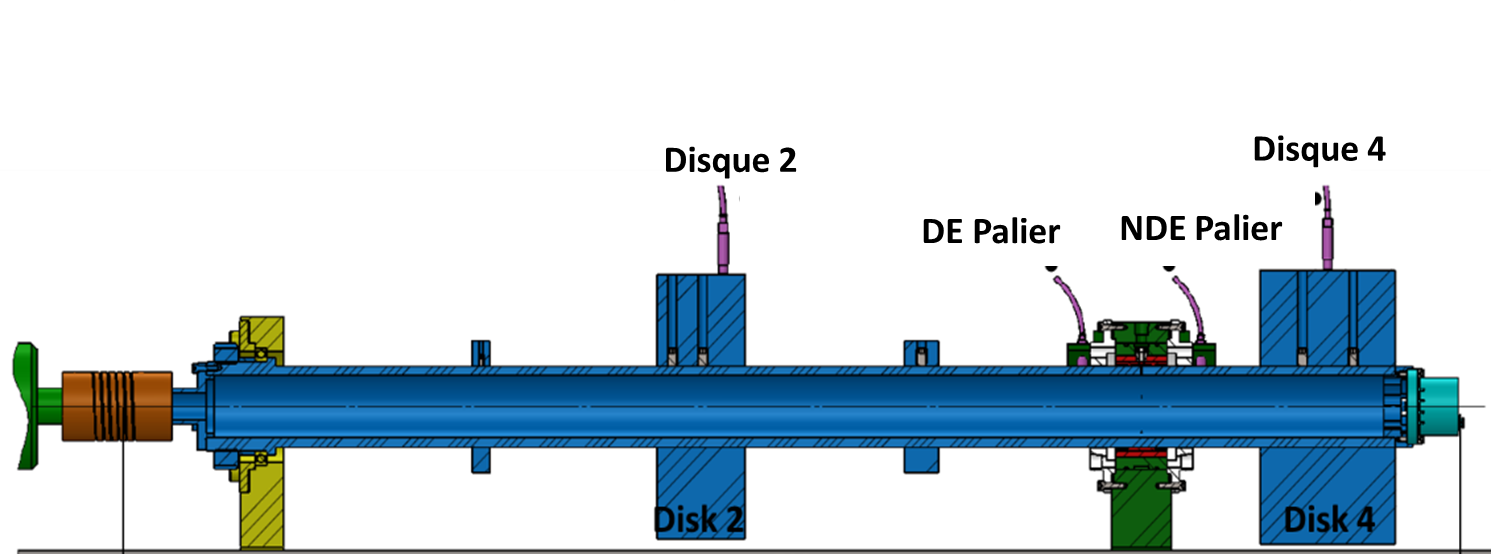 Disque 2
Disque 4
DE Palier
NDE Palier
Disk 2
Disk 4